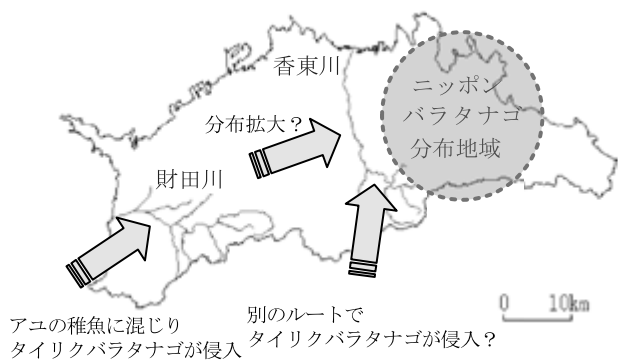 香東川
ニッポン
バラタナゴ
分布地域
分布拡大？
財田川
アユの稚魚に混じり
タイリクバラタナゴが侵入
別のルートで
タイリクバラタナゴが侵入？
0 10km